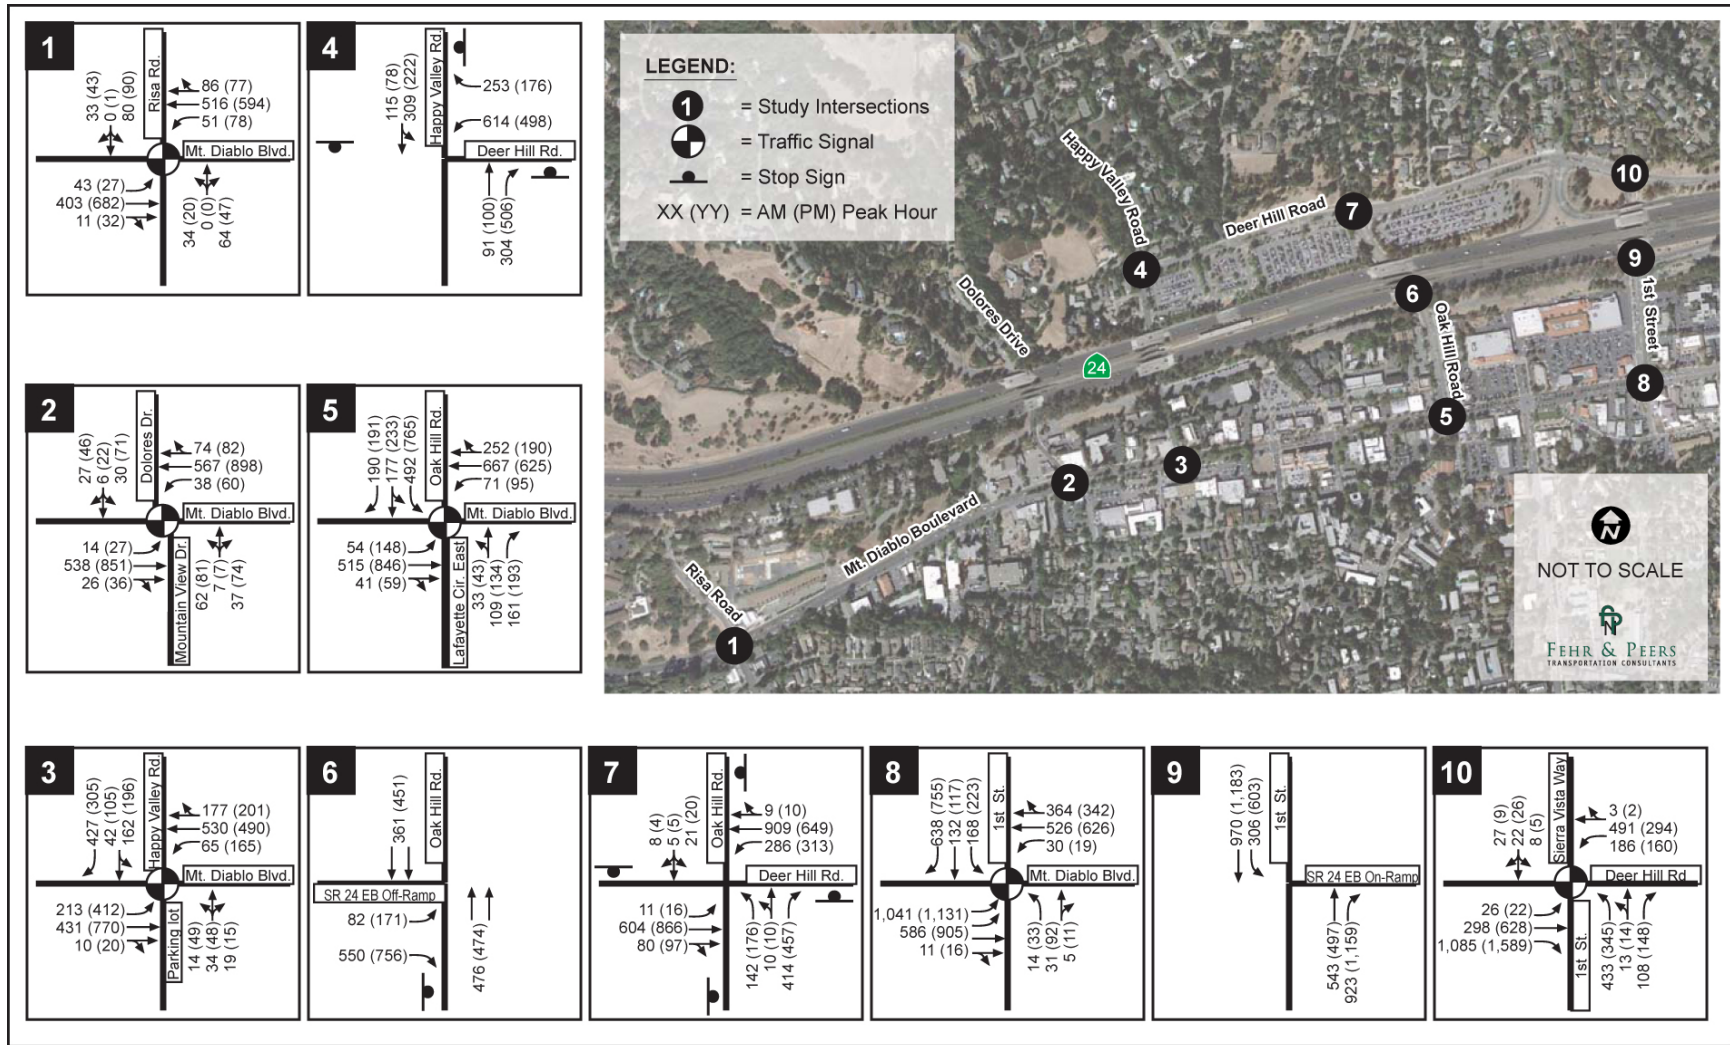 1
Risa Rd.
33 (43)
0 (1)
80 (90)
86 (77)
516 (594)
51 (78)
Mt. Diablo Blvd.
43 (27)
403 (682)
11 (32)
34 (20)
0 (0)
64 (47)
4
Happy Valley Rd.
115 (78)
309 (222)
253 (176)
614 (498)
Deer Hill Rd.
91 (100)
304 (506)
LEGEND:
1 = Study Intersections
= Traffic Signal
= Stop Sign
XX (YY) = AM (PM) Peak Hour
Happy Valley Road
Deer Hill Road
Dolores Drive
24
Oak Hill Road
1st Street
Mt. Diablo Boulevard
Risa Road
1
2
3
4
5
6
7
8
9
10
N
NOT TO SCALE
FEHR & PEERS
TRANSPORTATION CONSULTANTS
2
Dolores Dr.
27 (46)
6 (22)
30 (71)
74 (82)
567 (898)
38 (60)
Mt. Diablo Blvd.
14 (27)
538 (851)
26 (36)
Mountain View Dr.
62 (81)
7 (7)
37 (74)
5
Oak Hill Rd.
190 (191)
177 (233)
492 (765)
252 (190)
667 (625)
71 (95)
Mt. Diablo Blvd.
54 (148)
515 (846)
41 (59)
Lafayette Cir. East
33 (43)
109 (134)
161 (193)
3
Happy Valley Rd.
427 (305)
42 (105)
162 (196)
177 (201)
530 (490)
65 (165)
Mt. Diablo Blvd.
213 (412)
431 (770)
10 (20)
Parking lot
14 (49)
34 (48)
19 (15)
6
Oak Hill Rd.
361 (451)
SR 24 EB Off-Ramp
82 (171)
550 (756)
476 (474)
7
Oak Hill Rd.
8 (4)
5 (5)
21 (20)
9 (10)
909 (649)
286 (313)
Deer Hill Rd.
11 (16)
604 (866)
80 (97)
142 (176)
10 (10)
414 (457)
8
1st St.
638 (755)
132 (117)
168 (223)
364 (342)
526 (626)
30 (19)
Mt. Diablo Blvd.
1,041 (1,131)
586 (905)
11 (16)
14 (33)
31 (92)
5 (11)
9
1st St.
970 (1,183)
306 (603)
SR 24 EB On-Ramp
543 (497)
923 (1,159)
10
Sierra Vista Way
27 (9)
22 (26)
8 (5)
3 (2)
491 (294)
186 (160)
Deer Hill Rd
26 (22)
298 (628)
1,085 (1,589)
1st St.
433 (345)
13 (14)
108 (148)